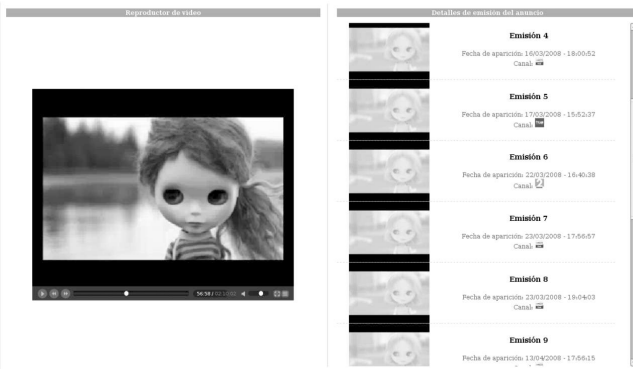 Reproductor de vídeo
56:58 /
Detalles de emisión del anuncio
Emisión 4
Fecha de aparición: 16/03/2008 - 18:00:52
Canal:
Emisión 5
Fecha de aparición: 17/03/2008 - 15:52:37
Canal:
Emisión 6
Fecha de aparición: 22/03/2008 - 16:40:38
Canal: 2
Emisión 7
Fecha de aparición: 23/03/2008 - 17:56:57
Canal:
Emisión 8
Fecha de aparición: 23/03/2008 - 19:04:03
Canal:
Emisión 9
Fecha de aparición: 13/04/2008 - 17:56:15